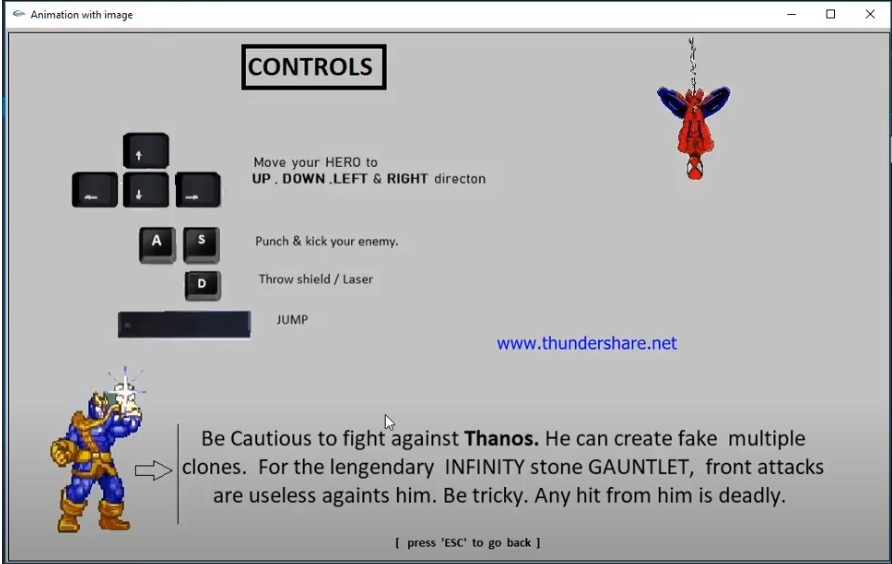 Animation with image
CONTROLS
Move your HERO to
UP , DOWN ,LEFT & RIGHT directon
A S
Punch & kick your enemy.
D
Throw shield / Laser
JUMP
www.thundershare.net
Be Cautious to fight against Thanos. He can create fake multiple
clones. For the lengendary INFINITY stone GAUNTLET, front attacks
are useless againts him. Be tricky. Any hit from him is deadly.
[ press 'ESC' to go back ]